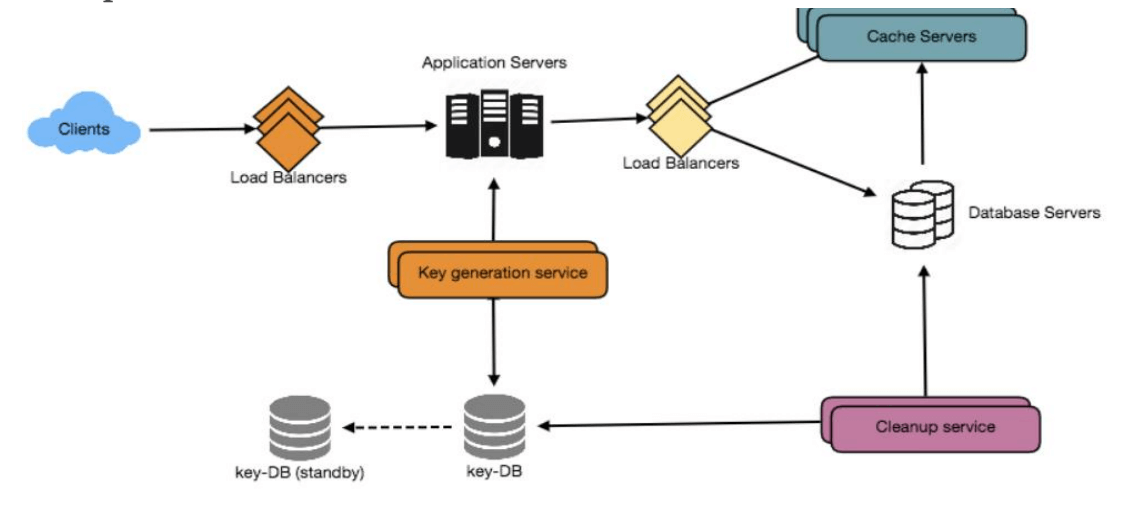 Cache Servers
Application Servers
Clients
Load Balancers
Load Balancers
Database Servers
Key generation service
Cleanup service
key-DB (standby)
key-DB